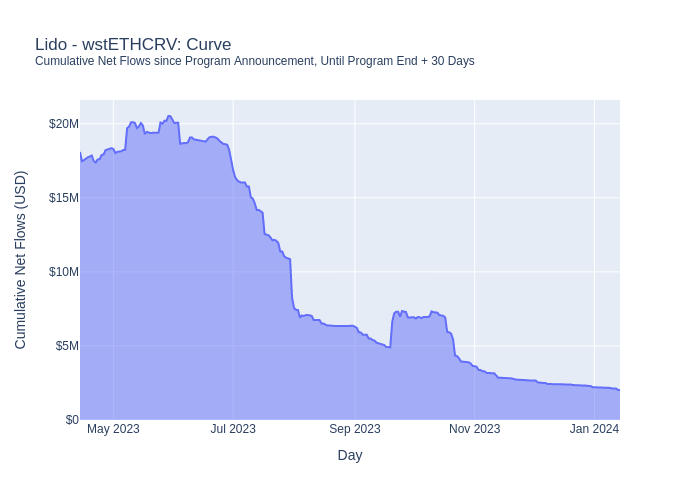 Lido - wstETHCRV: Curve
Cumulative Net Flows since Program Announcement, Until Program End + 30 Days
Cumulative Net Flows (USD)
$20M
$15M
$10M
$5M
$0
May 2023
Jul 2023
Sep 2023
Nov 2023
Jan 2024
Day